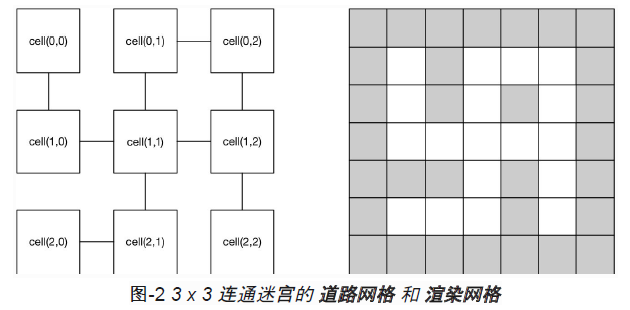 cell(0,0) cell(0,1) cell(0,2)
cell(1,0) cell(1,1) cell(1,2)
cell(2,0) cell(2,1) cell(2,2)
图-2 3 x 3 连通迷宫的 道路网格 和 渲染网格